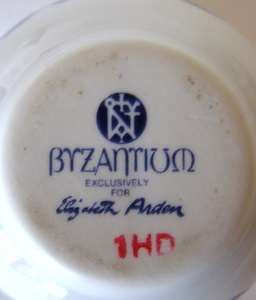 BYZANTIUM
EXCLUSIVELY
FOR
Elizabeth Arden
1HD